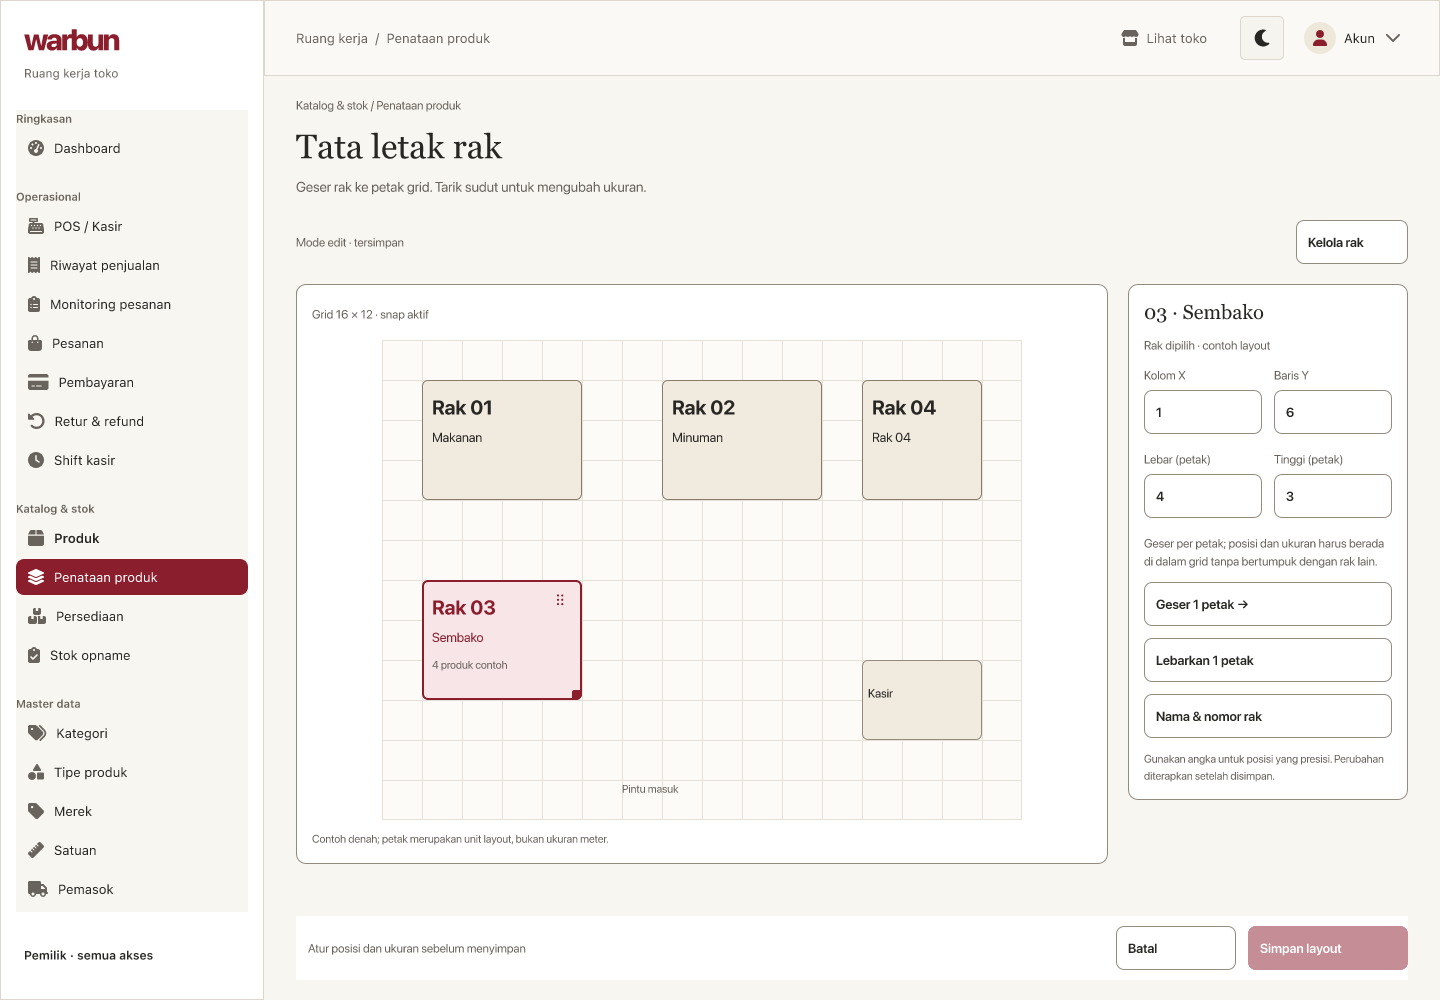 warbun
Ruang kerja toko
Ringkasan
Dashboard
Operasional
POS / Kasir
Riwayat penjualan
Monitoring pesanan
Pesanan
Pembayaran
Retur & refund
Shift kasir
Katalog & stok
Produk
Penataan produk
Persediaan
Stok opname
Master data
Kategori
Tipe produk
Merek
Satuan
Pemasok
Pemilik · semua akses
Ruang kerja / Penataan produk
Lihat toko
Akun
Katalog & stok / Penataan produk
Tata letak rak
Geser rak ke petak grid. Tarik sudut untuk mengubah ukuran.
Mode edit · tersimpan
Kelola rak
Grid 16 × 12 · snap aktif
Rak 01
Makanan
Rak 02
Minuman
Rak 04
Rak 04
Rak 03
Sembako
4 produk contoh
Kasir
Pintu masuk
Contoh denah; petak merupakan unit layout, bukan ukuran meter.
03 · Sembako
Rak dipilih · contoh layout
Kolom X
Baris Y
1
6
Lebar (petak)
Tinggi (petak)
4
3
Geser per petak; posisi dan ukuran harus berada
di dalam grid tanpa bertumpuk dengan rak lain.
Geser 1 petak →
Lebarkan 1 petak
Nama & nomor rak
Gunakan angka untuk posisi yang presisi. Perubahan
diterapkan setelah disimpan.
Atur posisi dan ukuran sebelum menyimpan
Batal
Simpan layout